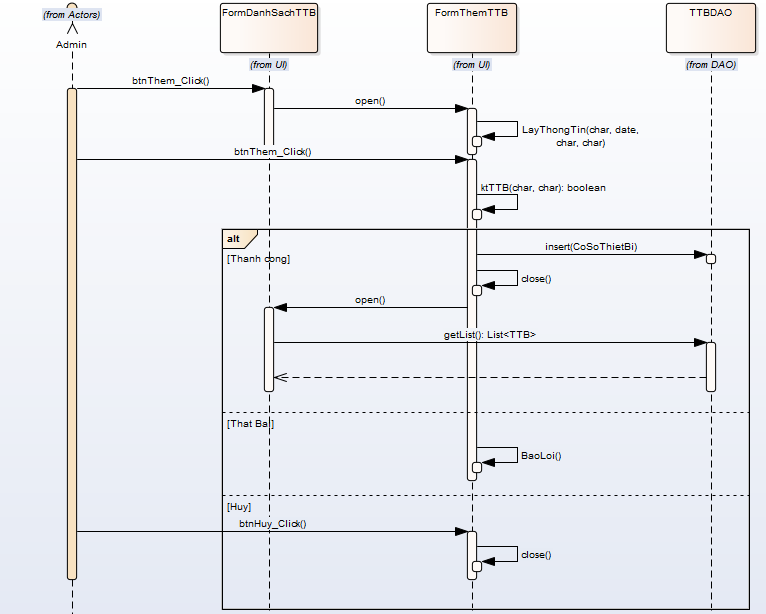 (from Actors)
Admin
FormDanhSachTTB
(from UI)
FormThemTTB
(from UI)
TTBDAO
(from DAO)
btnThem_Click()
open()
LayThongTin(char, date,
char, char)
btnThem_Click()
ktTTB(char, char): boolean
alt
[Thanh cong]
insert(CoSoThietBi)
close()
open()
getList(): List<TTB>
[That Bai]
BaoLoi()
[Huy]
btnHuy_Click()
close()